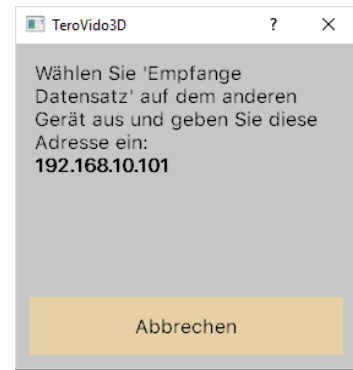 TeroVido3D
Wählen Sie 'Empfange
Datensatz' auf dem anderen
Gerät aus und geben Sie diese
Adresse ein:
192.168.10.101
Abbrechen